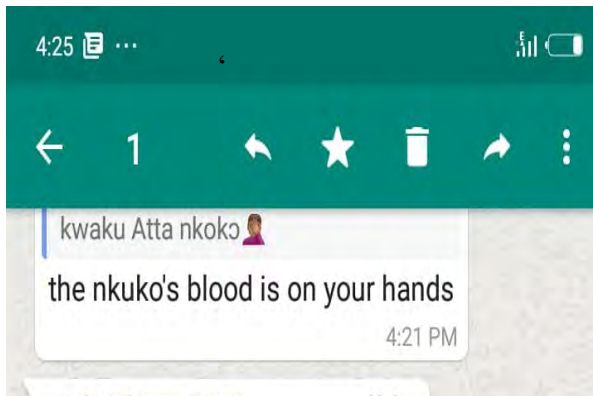 4:25
1
kwaku Atta nkokɔ 🤦🏾‍♀️
the nkuko's blood is on your hands
4:21 PM